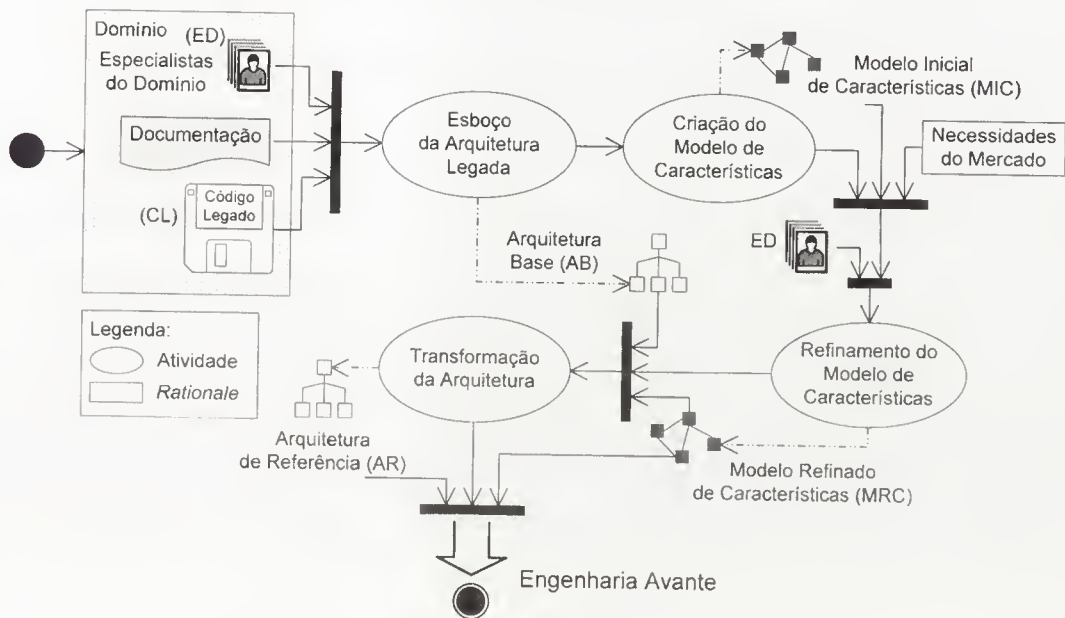 Domínio
(ED)
Especialistas
do Domínio
Documentação
(CL)
Código
Legado
Esboço
da Arquitetura
Legada
Criação do
Modelo de
Características
Modelo Inicial
de Características (MIC)
Necessidades
do Mercado
ED
Arquitetura
Base (AB)
Legenda:
Atividade
Rationale
Transformação
da Arquitetura
Refinamento do
Modelo de
Características
Arquitetura
de Referência (AR)
Modelo Refinado
de Características (MRC)
Engenharia Avante